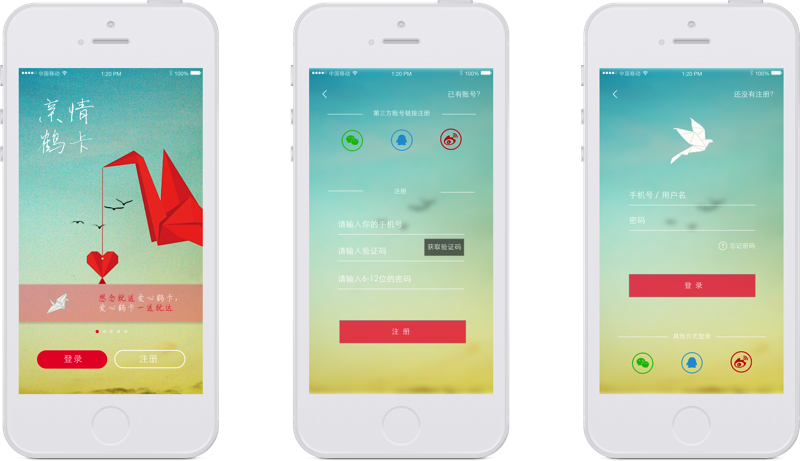 中国移动 1:20 PM 100%
亲情
鹤卡
想念就送 爱心鹤卡,
爱心鹤卡 一送就达
登录 注册
中国移动 1:20 PM 100%
已有账号?
第三方账号链接注册
注册
请输入你的手机号
请输入验证码 获取验证码
请输入6-12位的密码
注 册
中国移动 1:20 PM 100%
还没有注册?
手机号 / 用户名
密码
? 忘记密码
登 录
其他方式登录